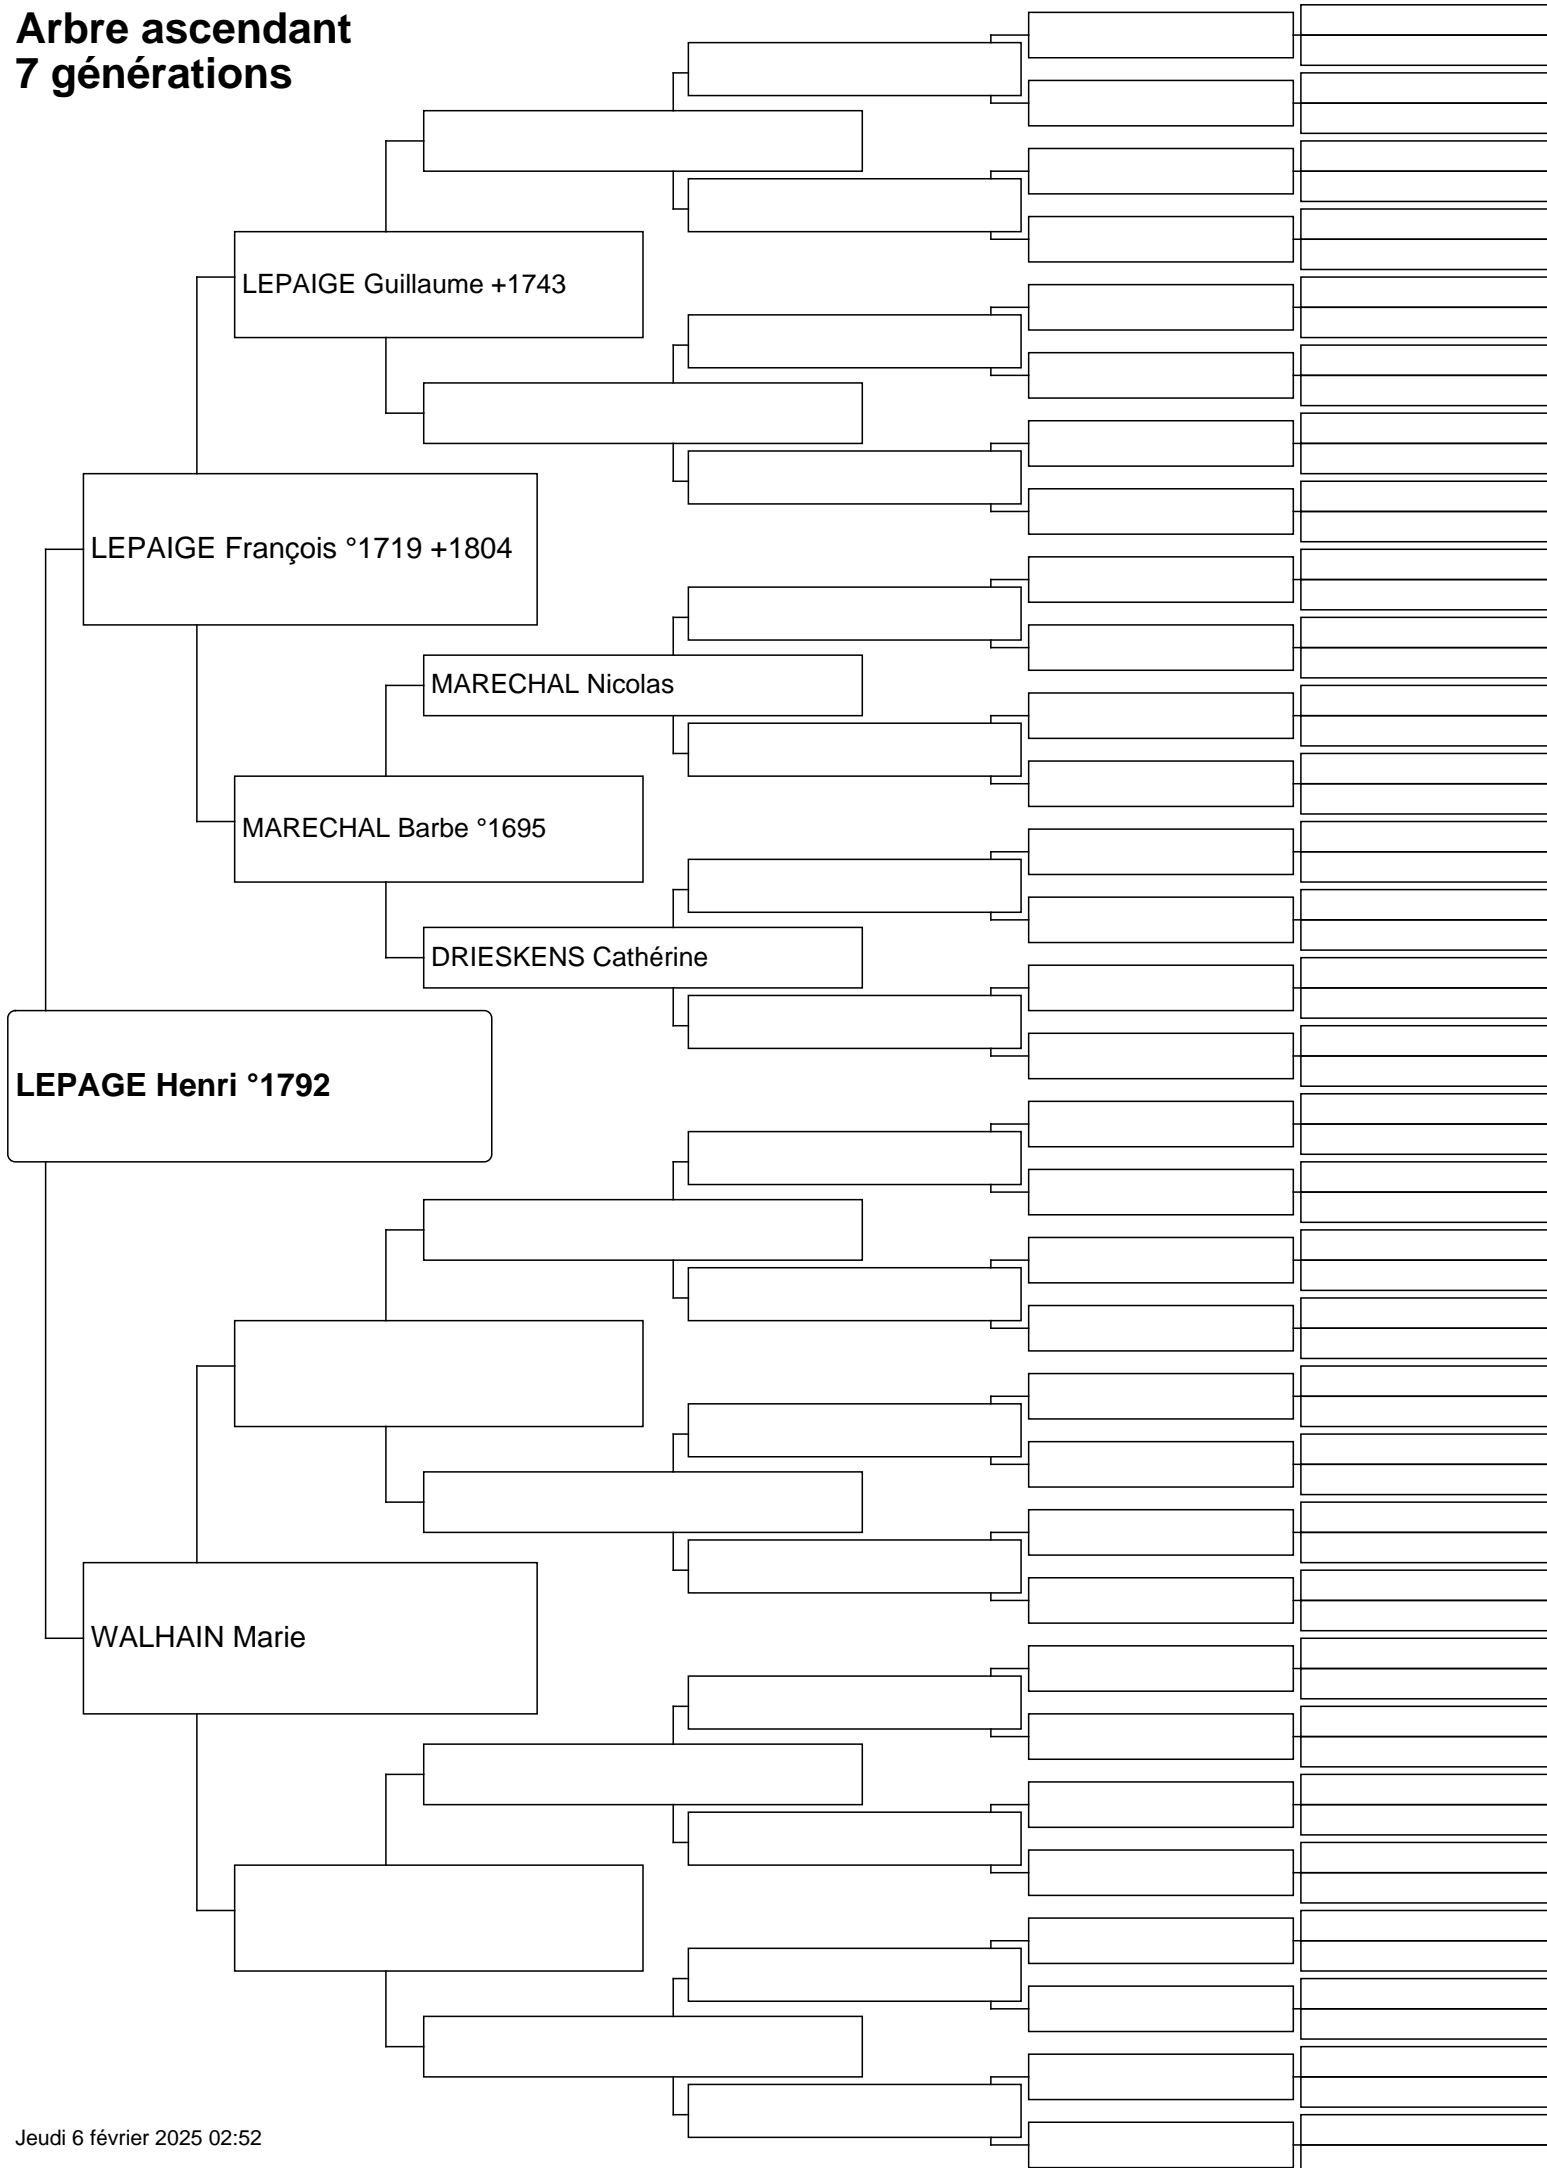 Arbre ascendant
7 générations
LEPAIGE Guillaume +1743
LEPAIGE François °1719 +1804
MARECHAL Nicolas
MARECHAL Barbe °1695
DRIESKENS Cathérine
LEPAGE Henri °1792
WALHAIN Marie
Jeudi 6 février 2025 02:52